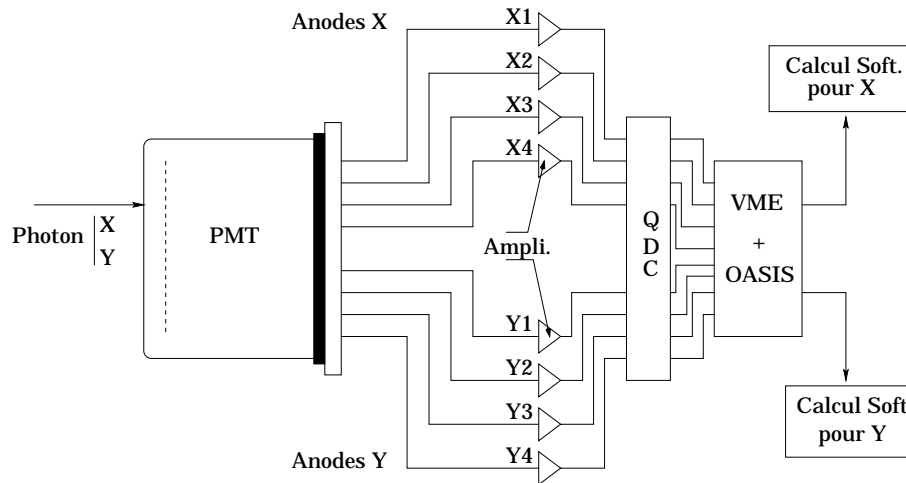 Anodes X
X1
X2
X3
X4
Calcul Soft.
pour X
Photon
X
Y
PMT
Ampli.
Q
D
C
VME
+
OASIS
Y1
Y2
Y3
Y4
Anodes Y
Calcul Soft
pour Y